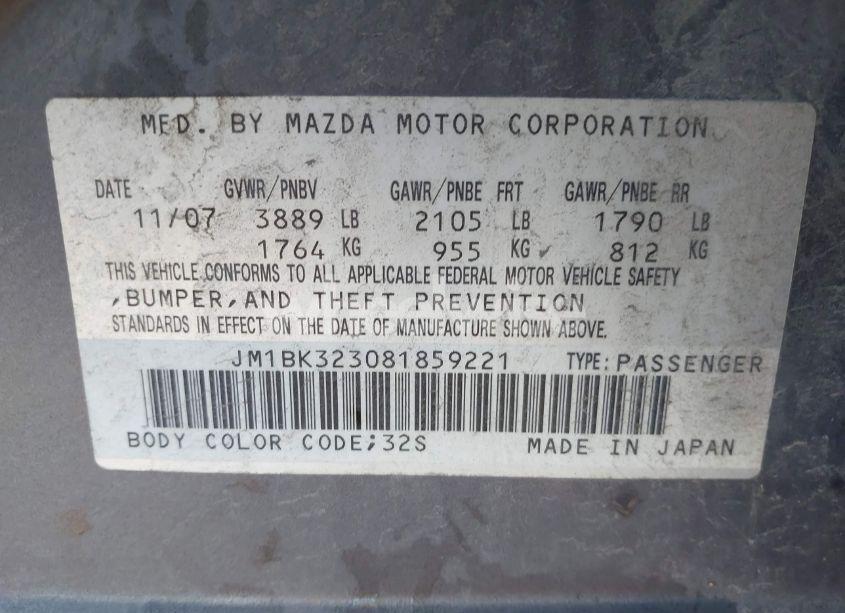 MFD. BY MAZDA MOTOR CORPORATION
DATE GVWR/PNBV GAWR/PNBE FRT GAWR/PNBE RR
11/07 3889 LB 2105 LB 1790 LB
1764 KG 955 KG 812 KG
THIS VEHICLE CONFORMS TO ALL APPLICABLE FEDERAL MOTOR VEHICLE SAFETY
,BUMPER,AND THEFT PREVENTION
STANDARDS IN EFFECT ON THE DATE OF MANUFACTURE SHOWN ABOVE.
JM1BK323081859221 TYPE:PASSENGER
BODY COLOR CODE;32S MADE IN JAPAN